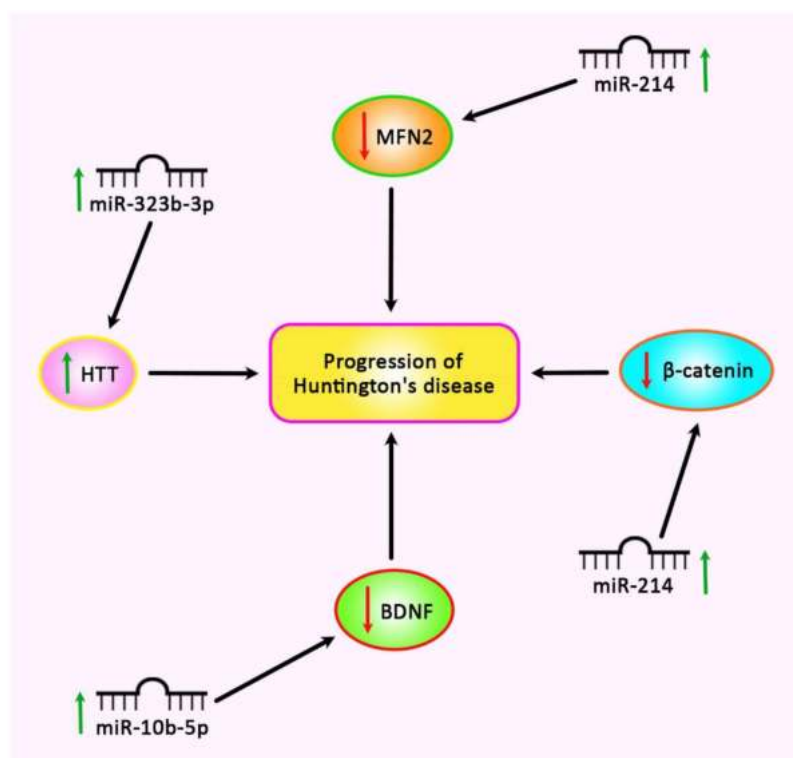 miR-214
MFN2
miR-323b-3p
HTT
Progression of
Huntington's disease
β-catenin
miR-214
BDNF
miR-10b-5p